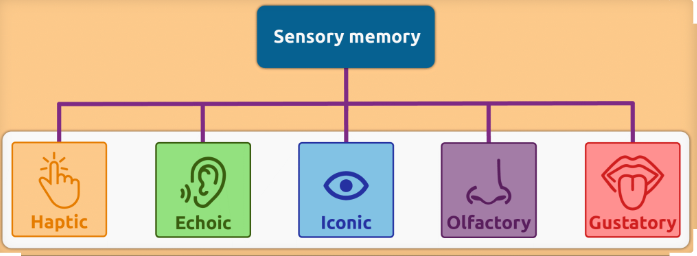 Sensory memory
Haptic
Echoic
Iconic
Olfactory
Gustatory